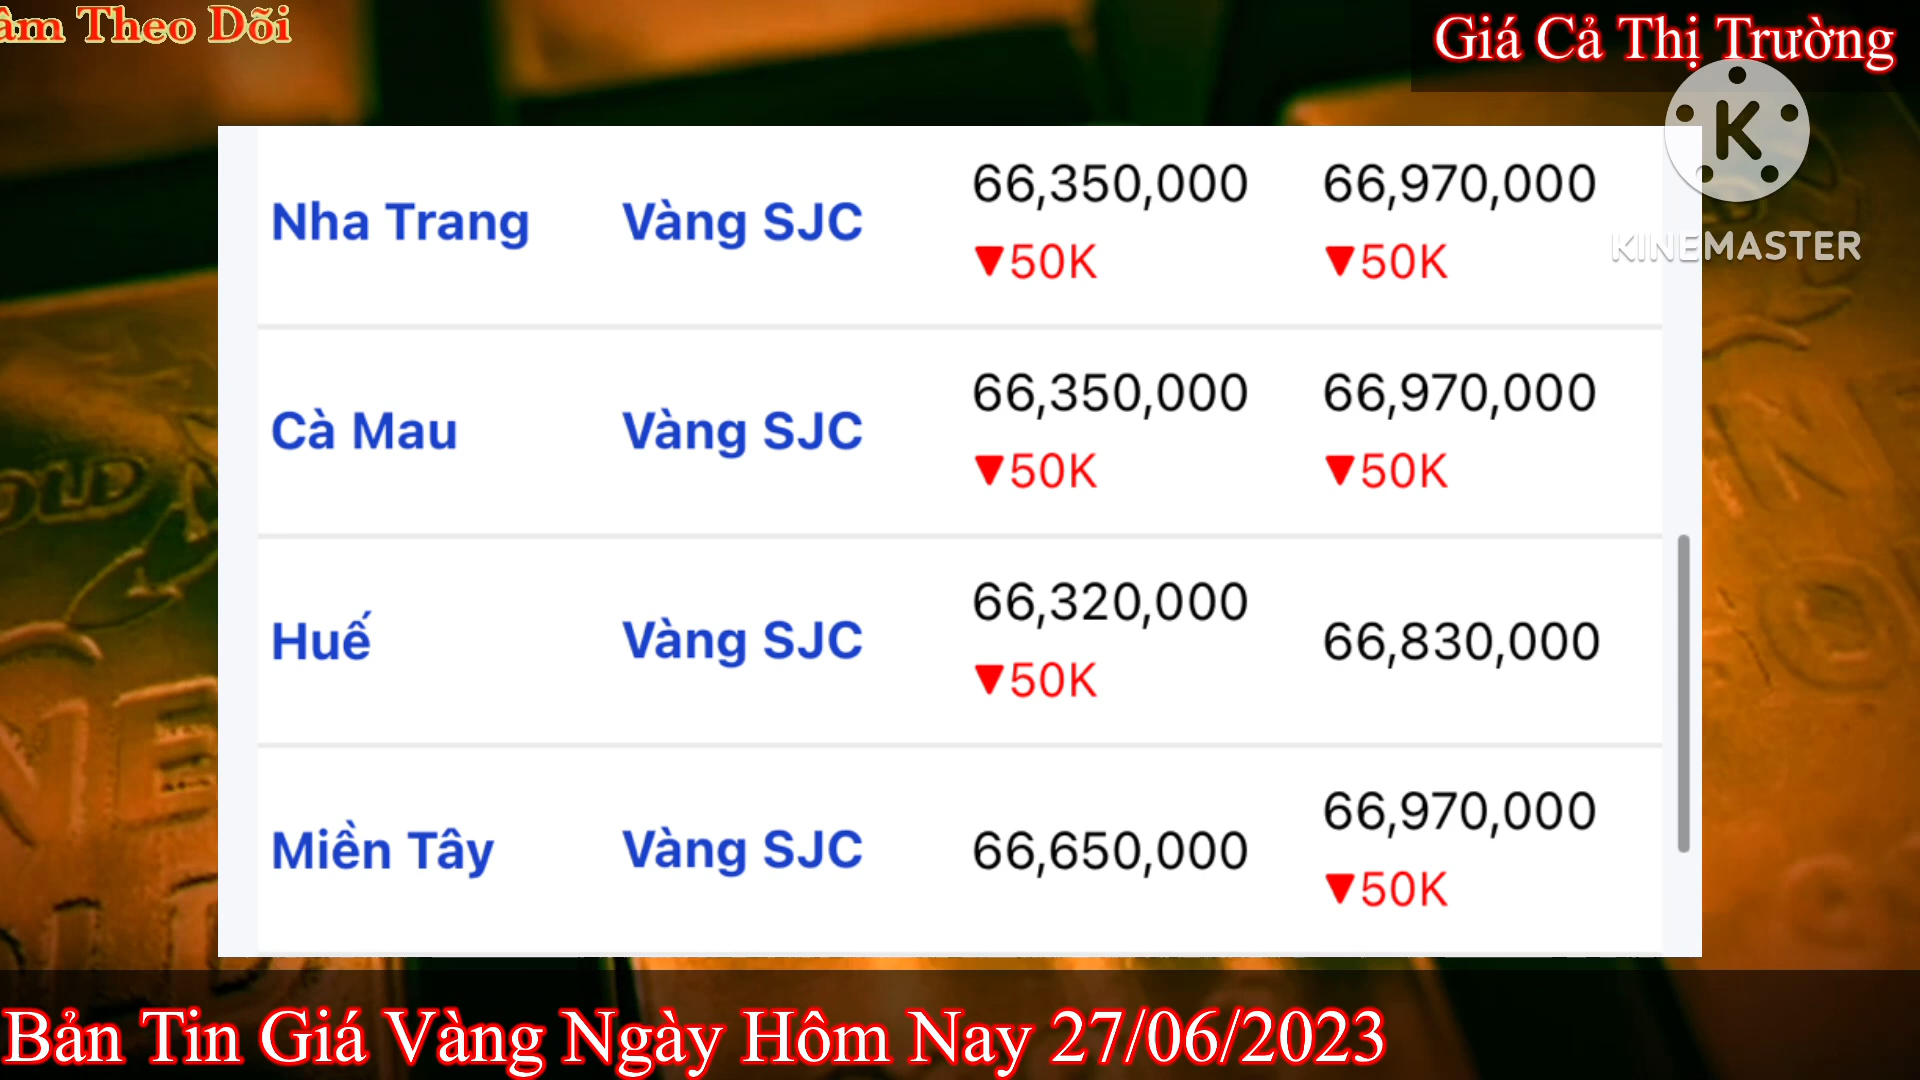 Theo Dõi
Giá Cả Thị Trường
K
KINEMASTER
Nha Trang Vàng SJC 66,350,000 66,970,000
▼50K ▼50K
Cà Mau Vàng SJC 66,350,000 66,970,000
▼50K ▼50K
Huế Vàng SJC 66,320,000 66,830,000
▼50K
Miền Tây Vàng SJC 66,650,000 66,970,000
▼50K
Bản Tin Giá Vàng Ngày Hôm Nay 27/06/2023